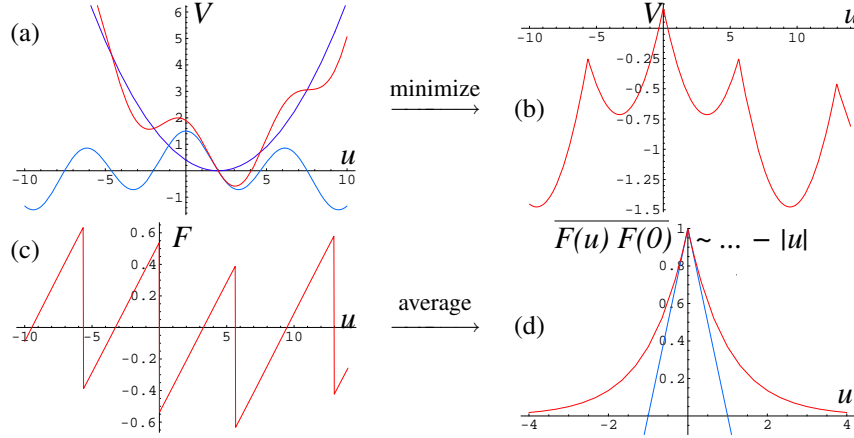 (a)
V
6
5
4
3
2
1
-1
-10
-5
5
10
u
minimize
(b)
V
u
-10
-5
5
10
-0.25
-0.5
-0.75
-1
-1.25
-1.5
(c)
F
0.6
0.4
0.2
-0.2
-0.4
-0.6
-10
-5
5
10
u
average
(d)
F(u) F(0) ~ ... - |u|
1
0.8
0.6
0.4
0.2
-4
-2
2
4
u